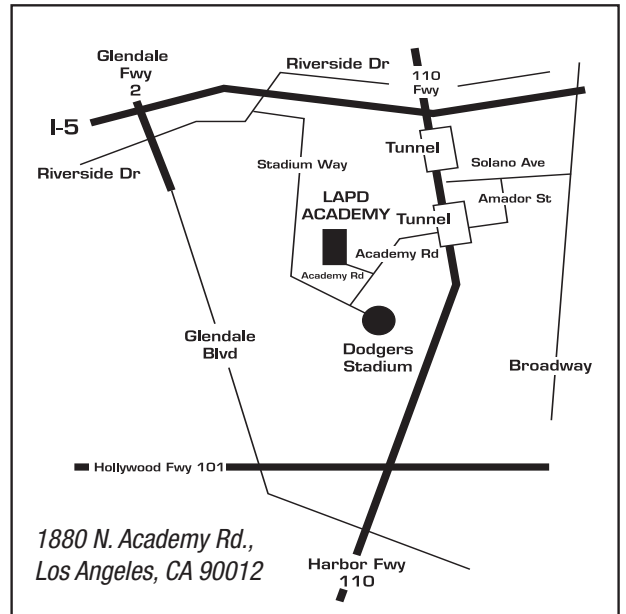 Glendale
Fwy
2
Riverside Dr
110
Fwy
I-5
Riverside Dr
Stadium Way
Tunnel
Solano Ave
Amador St
LAPD
ACADEMY
Tunnel
Academy Rd
Academy Rd
Glendale
Blvd
Dodgers
Stadium
Broadway
Hollywood Fwy 101
1880 N. Academy Rd.,
Los Angeles, CA 90012
Harbor Fwy
110